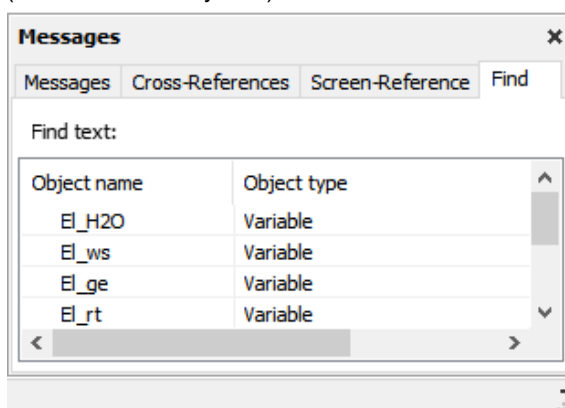 Messages
Messages Cross-References Screen-Reference Find
Find text:
Object name Object type
El_H2O Variable
El_ws Variable
El_ge Variable
El_rt Variable